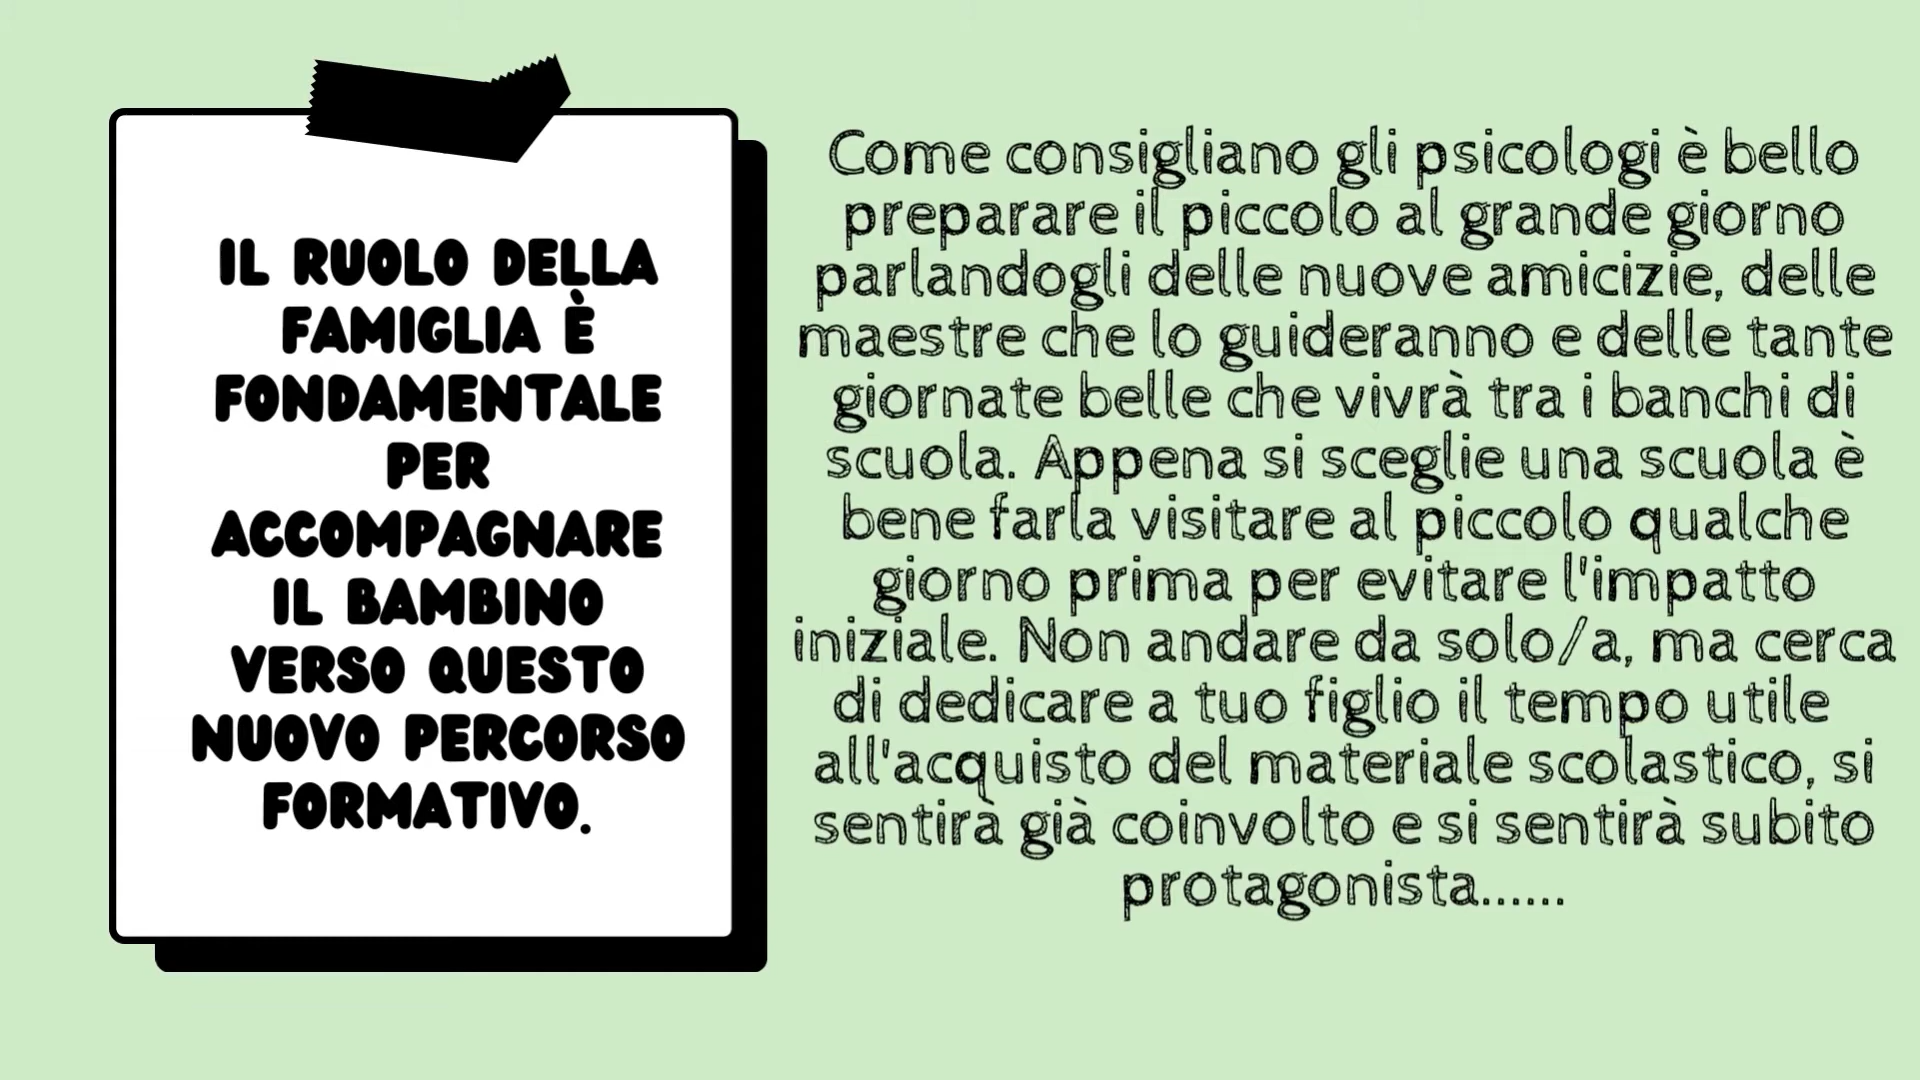 IL RUOLO DELLA
FAMIGLIA È
FONDAMENTALE
PER
ACCOMPAGNARE
IL BAMBINO
VERSO QUESTO
NUOVO PERCORSO
FORMATIVO.
Come consigliano gli psicologi è bello
preparare il piccolo al grande giorno
parlandogli delle nuove amicizie, delle
maestre che lo guideranno e delle tante
giornate belle che vivrà tra i banchi di
scuola. Appena si sceglie una scuola è
bene farla visitare al piccolo qualche
giorno prima per evitare l'impatto
iniziale. Non andare da solo/a, ma cerca
di dedicare a tuo figlio il tempo utile
all'acquisto del materiale scolastico, si
sentirà già coinvolto e si sentirà subito
protagonista......